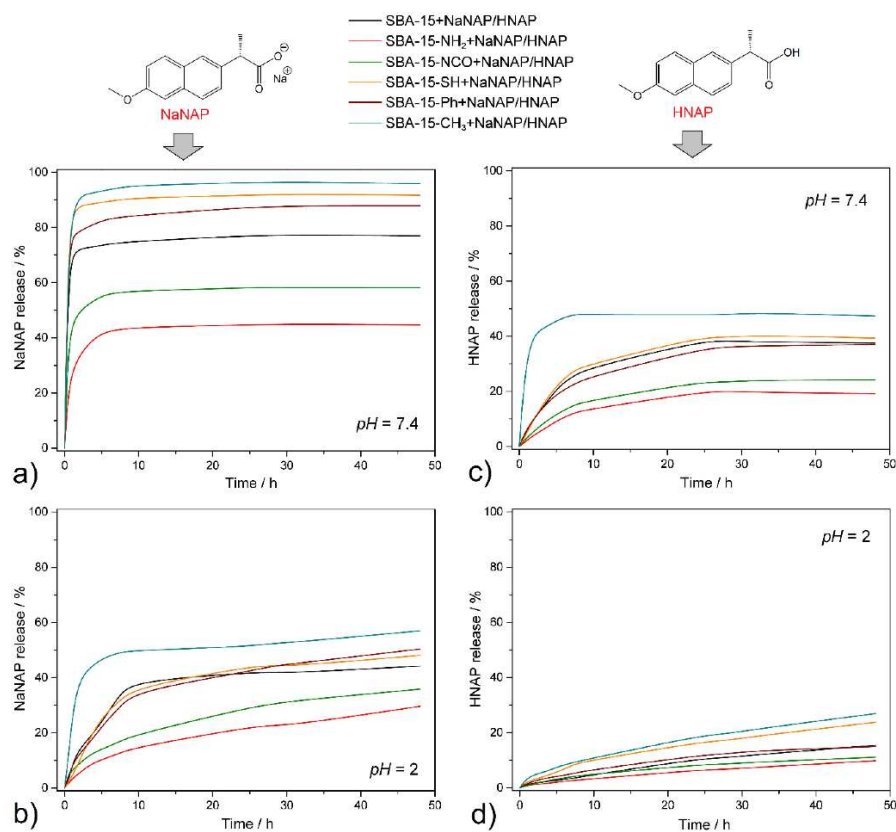 SBA-15+NaNAP/HNAP
SBA-15-NH₂+NaNAP/HNAP
SBA-15-NCO+NaNAP/HNAP
SBA-15-SH+NaNAP/HNAP
SBA-15-Ph+NaNAP/HNAP
SBA-15-CH₃+NaNAP/HNAP
O⊖
Na⊕
O
O
NaNAP
OH
O
O
HNAP
100
80
60
40
20
0
NaNAP release / %
pH = 7.4
0 10 20 30 40 50
Time / h
a)
100
80
60
40
20
0
HNAP release / %
pH = 7.4
0 10 20 30 40 50
Time / h
c)
100
80
60
40
20
0
NaNAP release / %
pH = 2
0 10 20 30 40 50
Time / h
b)
100
80
60
40
20
0
HNAP release / %
pH = 2
0 10 20 30 40 50
Time / h
d)